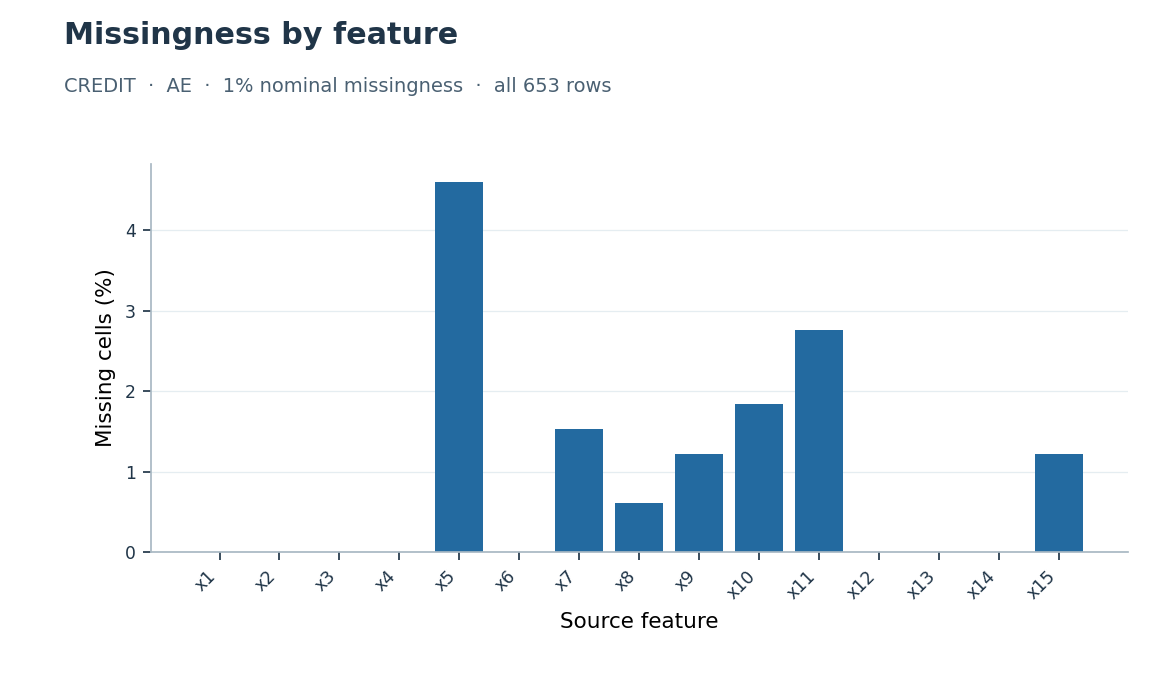 Missingness by feature
CREDIT · AE · 1% nominal missingness · all 653 rows
Missing cells (%)
4
3
2
1
0
x1 x2 x3 x4 x5 x6 x7 x8 x9 x10 x11 x12 x13 x14 x15
Source feature